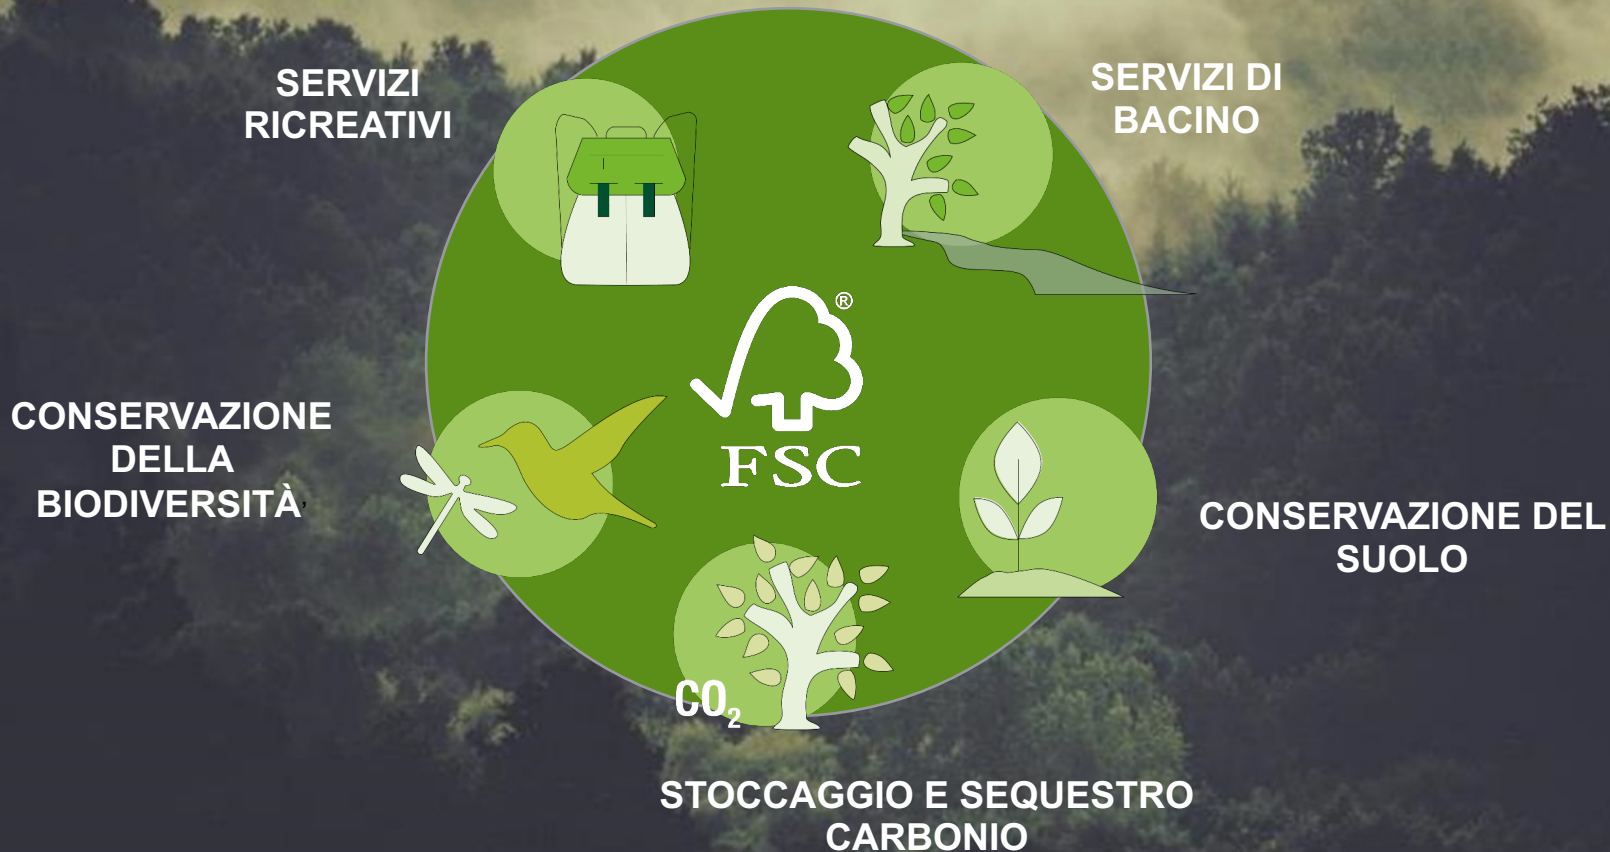 SERVIZI
RICREATIVI
SERVIZI DI
BACINO
®
FSC
CONSERVAZIONE
DELLA
BIODIVERSITÀ,
CONSERVAZIONE DEL
SUOLO
CO₂
STOCCAGGIO E SEQUESTRO
CARBONIO